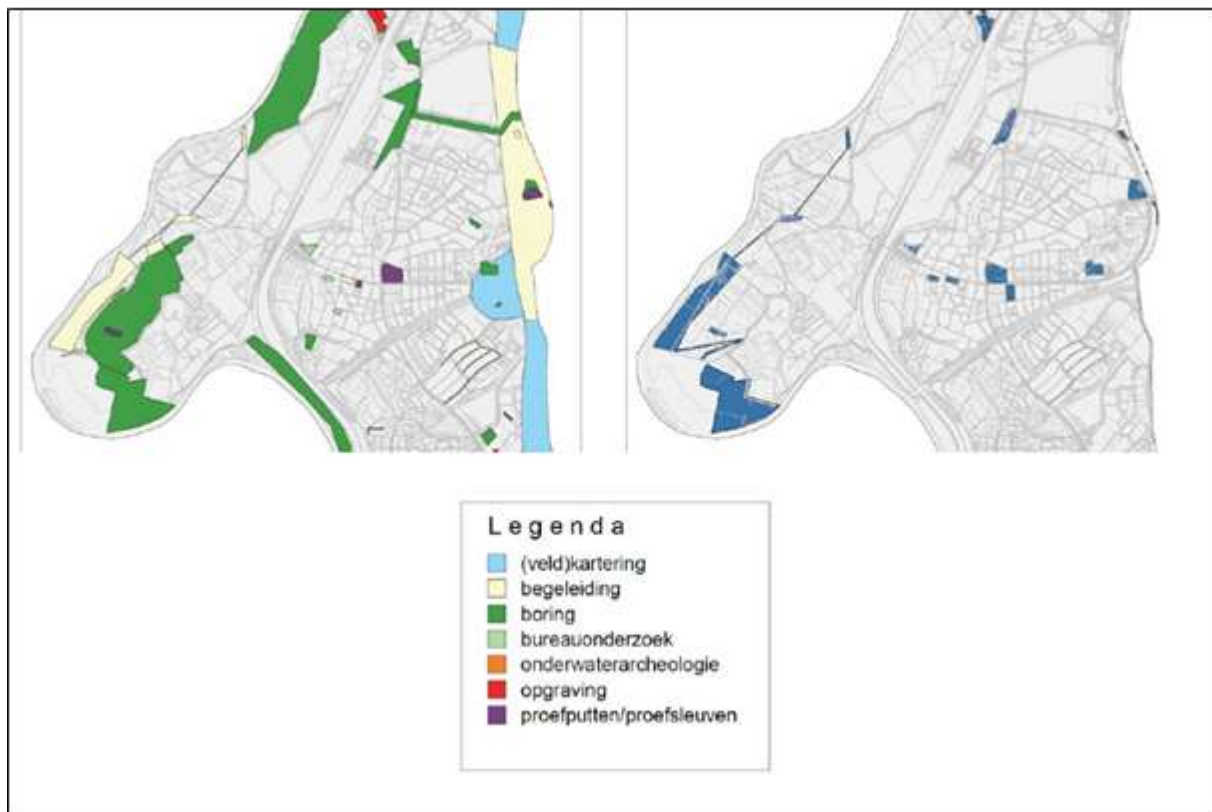 Legenda
(veld)kartering
begeleiding
boring
bureauonderzoek
onderwaterarcheologie
opgraving
proefputten/proefsleuven